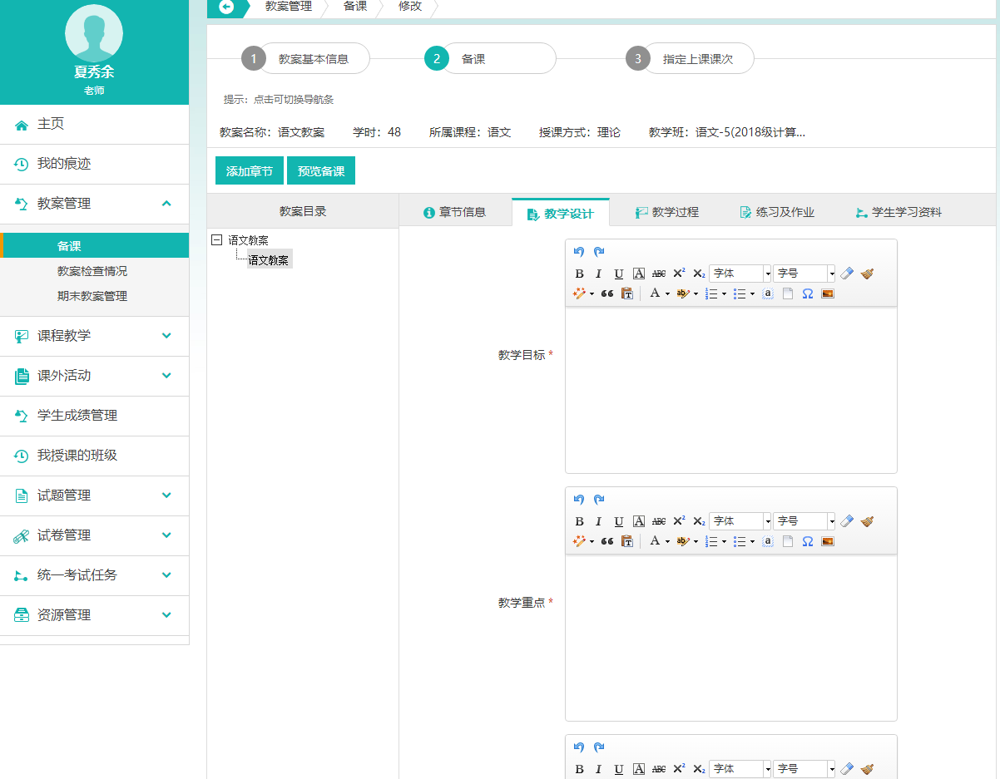 教案管理 备课 修改
夏秀余
老师
主页
我的痕迹
教案管理
备课
教案检查情况
期末教案管理
课程教学
课外活动
学生成绩管理
我授课的班级
试题管理
试卷管理
统一考试任务
资源管理
1 教案基本信息 2 备课 3 指定上课课次
提示：点击可切换导航条
教案名称：语文教案 学时：48 所属课程：语文 授课方式：理论 教学班：语文-5(2018级计算...
添加章节 预览备课
教案目录
语文教案
语文教案
章节信息 教学设计 教学过程 练习及作业 学生学习资料
B I U A ABC X² X₂ 字体 字号
A ab a Ω
教学目标 *
B I U A ABC X² X₂ 字体 字号
A ab a Ω
教学重点 *
B I U A ABC X² X₂ 字体 字号